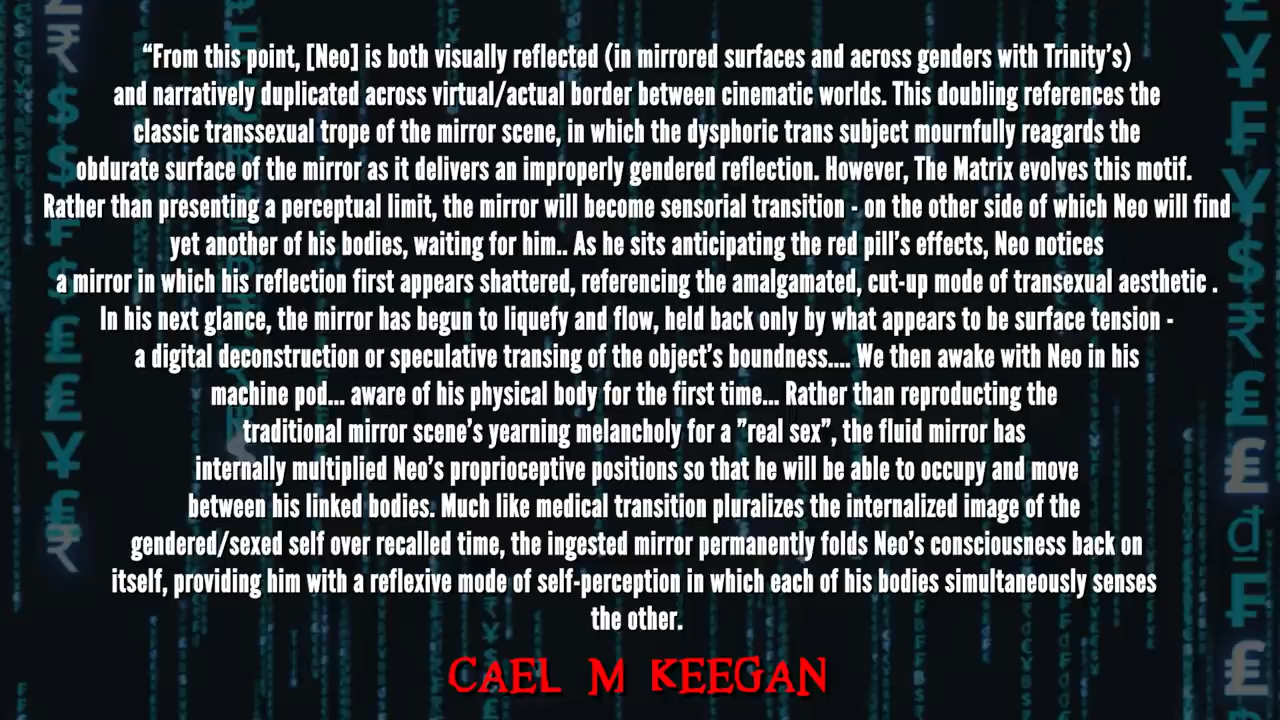 “From this point, [Neo] is both visually reflected (in mirrored surfaces and across genders with Trinity’s)
and narratively duplicated across virtual/actual border between cinematic worlds. This doubling references the
classic transsexual trope of the mirror scene, in which the dysphoric trans subject mournfully reagards the
obdurate surface of the mirror as it delivers an improperly gendered reflection. However, The Matrix evolves this motif.
Rather than presenting a perceptual limit, the mirror will become sensorial transition - on the other side of which Neo will find
yet another of his bodies, waiting for him.. As he sits anticipating the red pill’s effects, Neo notices
a mirror in which his reflection first appears shattered, referencing the amalgamated, cut-up mode of transexual aesthetic .
In his next glance, the mirror has begun to liquefy and flow, held back only by what appears to be surface tension -
a digital deconstruction or speculative transing of the object’s boundness.... We then awake with Neo in his
machine pod... aware of his physical body for the first time... Rather than reproducing the
traditional mirror scene’s yearning melancholy for a ”real sex”, the fluid mirror has
internally multiplied Neo’s proprioceptive positions so that he will be able to occupy and move
between his linked bodies. Much like medical transition pluralizes the internalized image of the
gendered/sexed self over recalled time, the ingested mirror permanently folds Neo’s consciousness back on
itself, providing him with a reflexive mode of self-perception in which each of his bodies simultaneously senses
the other.
CAEL M KEEGAN